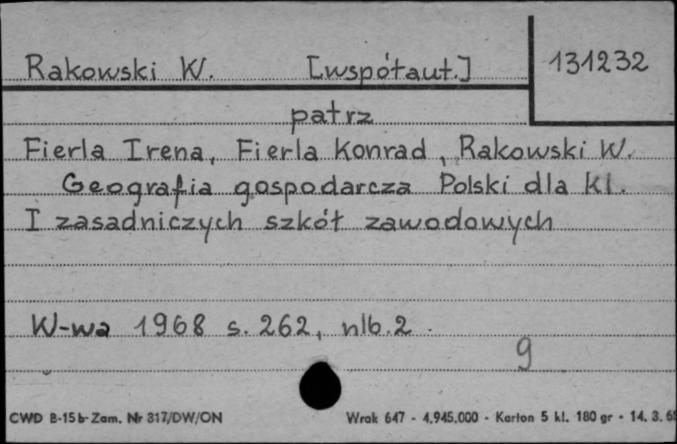 Rakowski W. [współaut.] 131232
patrz
Fierla Irena, Fierla Konrad, Rakowski W.
Geografia gospodarcza Polski dla kl.
I zasadniczych szkół zawodowych
W-wa 1968 s. 262, nlb. 2.
9
CWD B-15b- Zam. Nr 317/DW/ON Wrak 647 - 4.945.000 - Karton 5 kl. 180 gr - 14. 3. 6